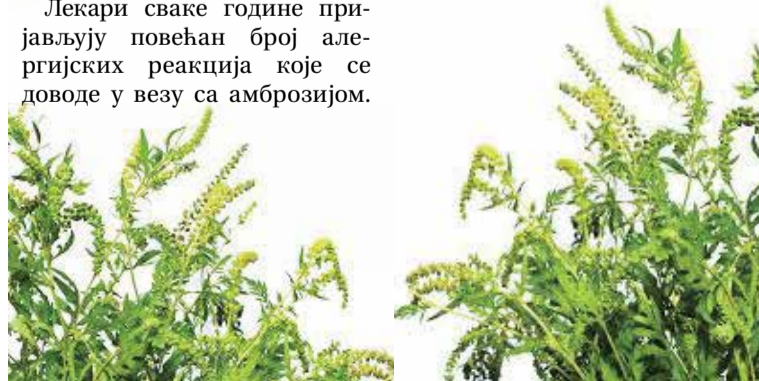 Лекари сваке године при-
јављују повећан број але-
ргијских реакција које се
доводе у везу са амброзијом.